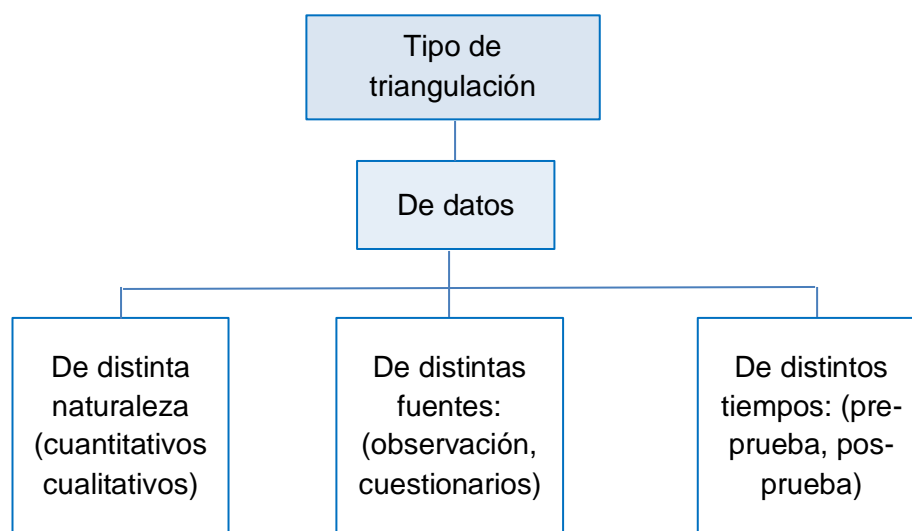 Tipo de
triangulación
De datos
De distinta
naturaleza
(cuantitativos
cualitativos)
De distintas
fuentes:
(observación,
cuestionarios)
De distintos
tiempos: (pre-
prueba, pos-
prueba)